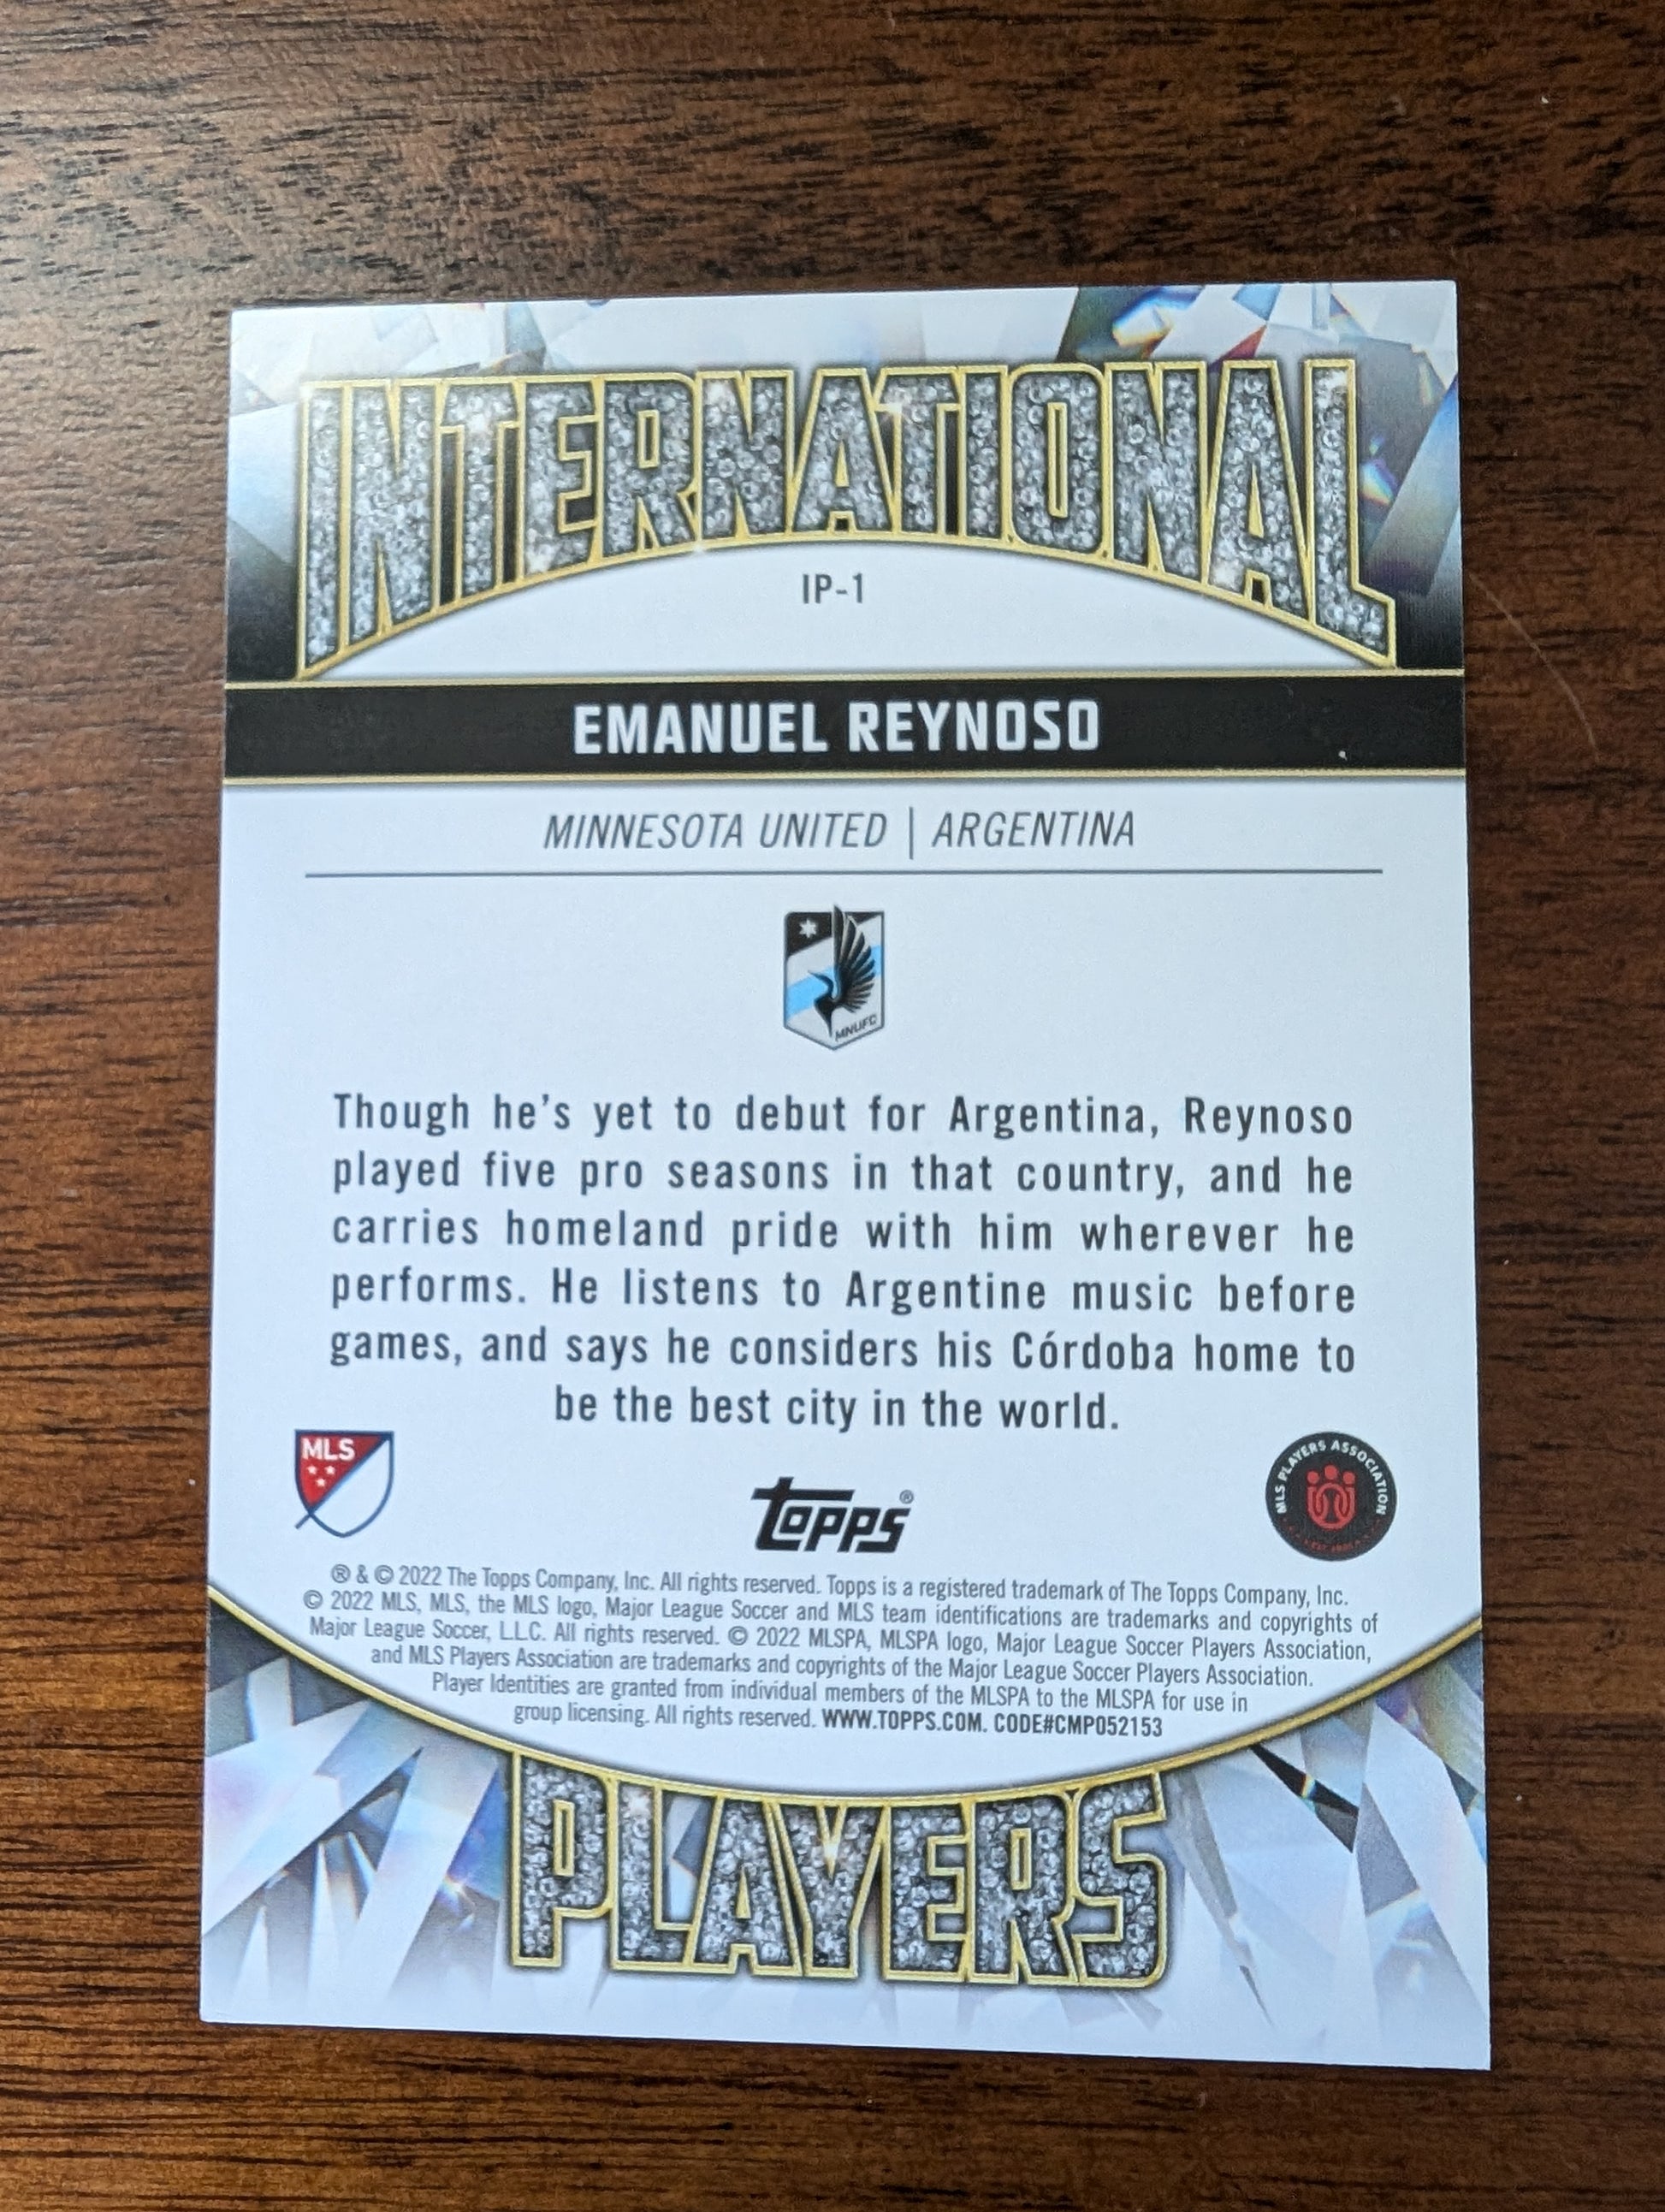 INTERNATIONAL
IP-1
EMANUEL REYNOSO
MINNESOTA UNITED | ARGENTINA
MNUFC
Though he's yet to debut for Argentina, Reynoso
played five pro seasons in that country, and he
carries homeland pride with him wherever he
performs. He listens to Argentine music before
games, and says he considers his Córdoba home to
be the best city in the world.
MLS
topps®
MLS PLAYERS ASSOCIATION
® & © 2022 The Topps Company, Inc. All rights reserved. Topps is a registered trademark of The Topps Company, Inc.
© 2022 MLS, MLS, the MLS logo, Major League Soccer and MLS team identifications are trademarks and copyrights of
Major League Soccer, L.L.C. All rights reserved. © 2022 MLSPA, MLSPA logo, Major League Soccer Players Association,
and MLS Players Association are trademarks and copyrights of the Major League Soccer Players Association.
Player Identities are granted from individual members of the MLSPA to the MLSPA for use in
group licensing. All rights reserved. WWW.TOPPS.COM. CODE#CMP052153
PLAYERS